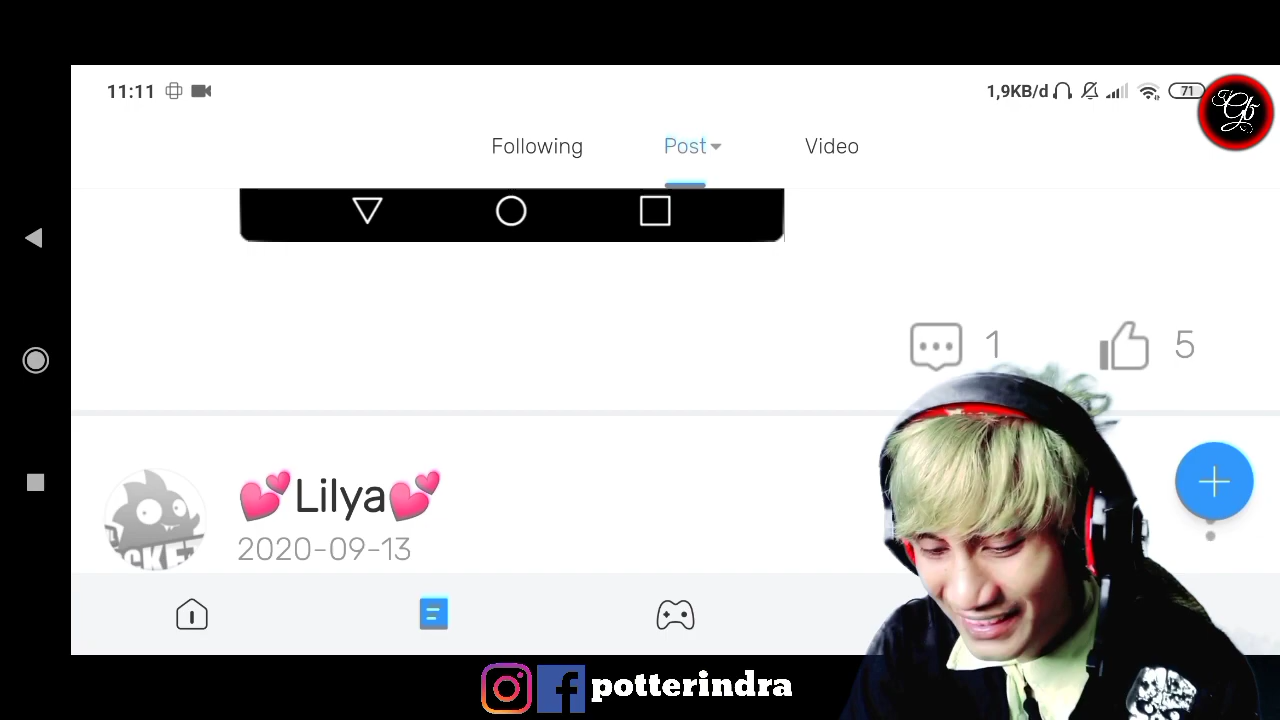 11:11 1,9KB/d 71
Following Post Video
1 5
💕Lilya💕
2020-09-13
potterindra